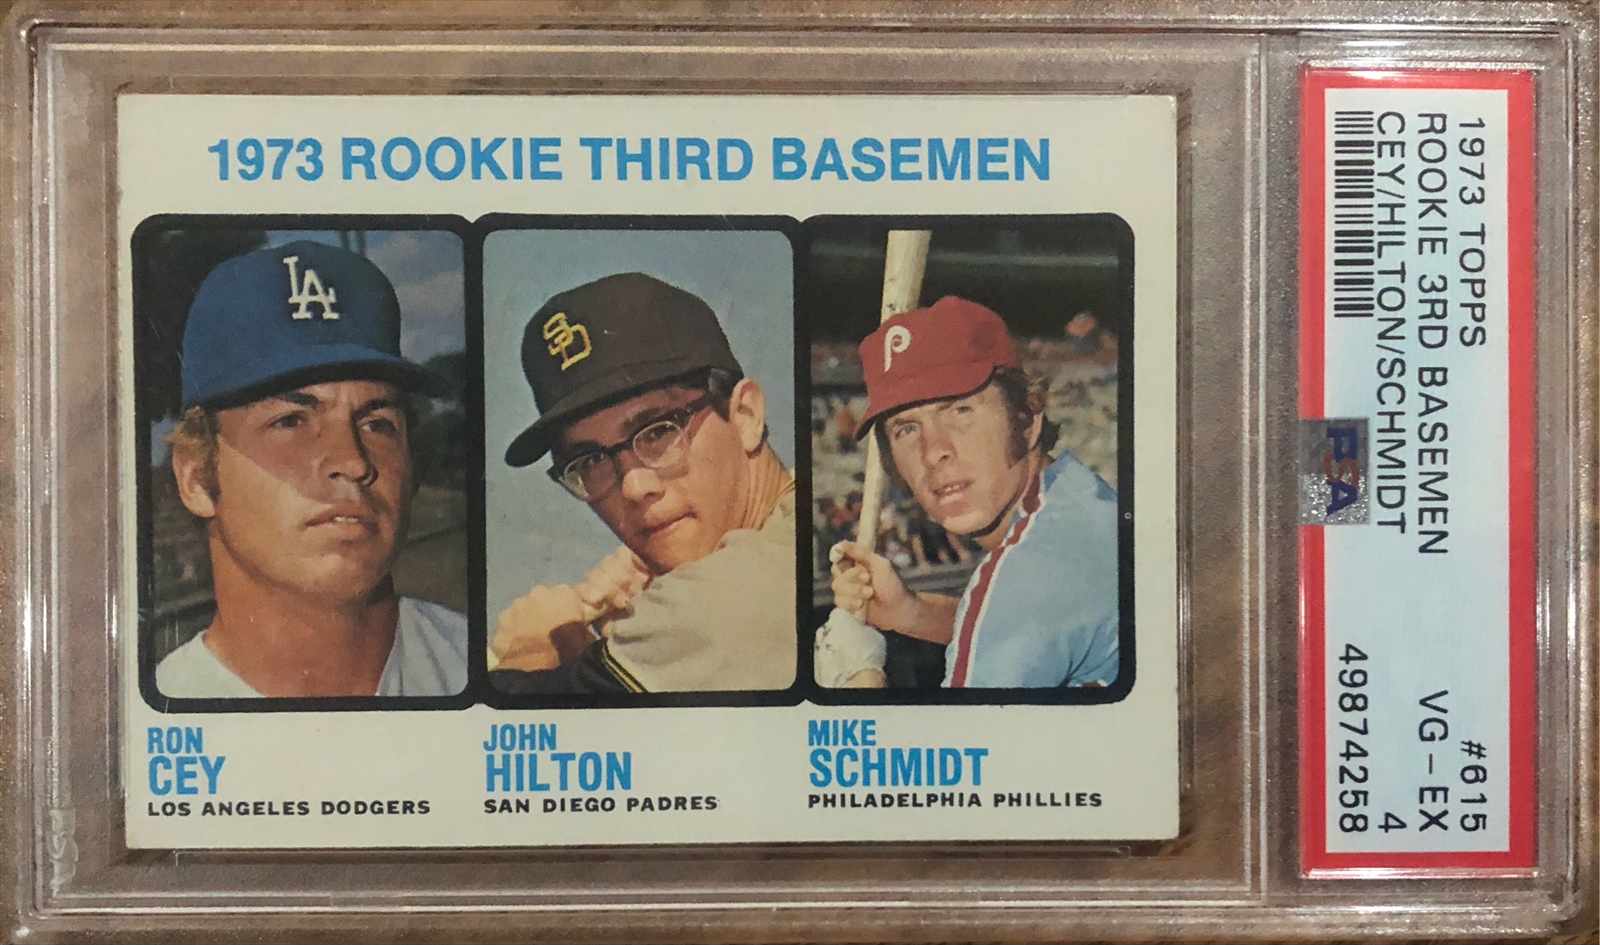 1973 ROOKIE THIRD BASEMEN
LA
SD
P
RON
CEY
LOS ANGELES DODGERS
JOHN
HILTON
SAN DIEGO PADRES
MIKE
SCHMIDT
PHILADELPHIA PHILLIES
1973 TOPPS #615
ROOKIE 3RD BASEMEN VG-EX
CEY/HILTON/SCHMIDT 4
49874258
PSA